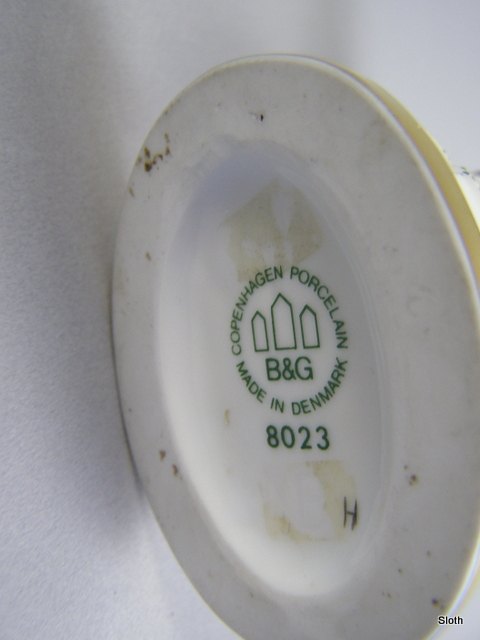 COPENHAGEN PORCELAIN
B&G
MADE IN DENMARK
8023
H
Sloth